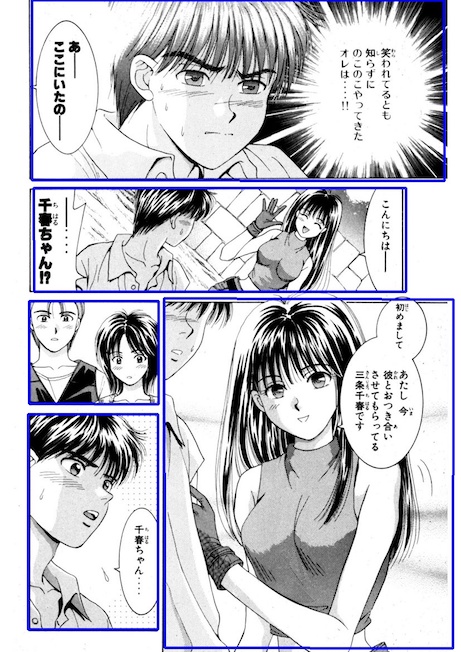 笑われてるとも
知らずに
のこのこやってきた
オレは‥‥!!
あ――
ここにいたの――
こんにちは――
――‥‥
千春ちゃん!?
初めまして
あたし 今
彼とおつき合い
させてもらってる
三条千春です
千春ちゃん‥‥